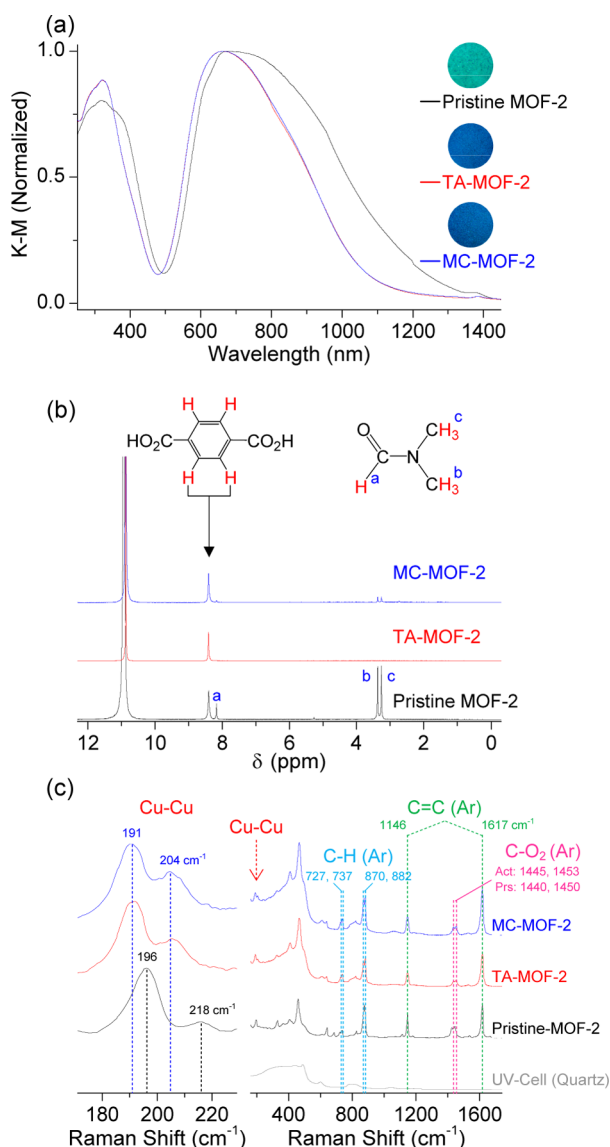 (a)
K-M (Normalized)
1.0
0.5
0.0
400 600 800 1000 1200 1400
Wavelength (nm)
Pristine MOF-2
TA-MOF-2
MC-MOF-2
(b)
H H
HO₂C CO₂H
H H
O
C N
H a
CH₃ c
CH₃ b
MC-MOF-2
TA-MOF-2
a
b c
Pristine MOF-2
12 10 8 6 4 2 0
δ (ppm)
(c)
Cu-Cu
191
204 cm⁻¹
196
218 cm⁻¹
180 200 220
Raman Shift (cm⁻¹)
Cu-Cu
C-H (Ar)
727, 737
870, 882
C=C (Ar)
1146
1617 cm⁻¹
C-O₂ (Ar)
Act: 1445, 1453
Prs: 1440, 1450
MC-MOF-2
TA-MOF-2
Pristine-MOF-2
UV-Cell (Quartz)
400 800 1200 1600
Raman Shift (cm⁻¹)